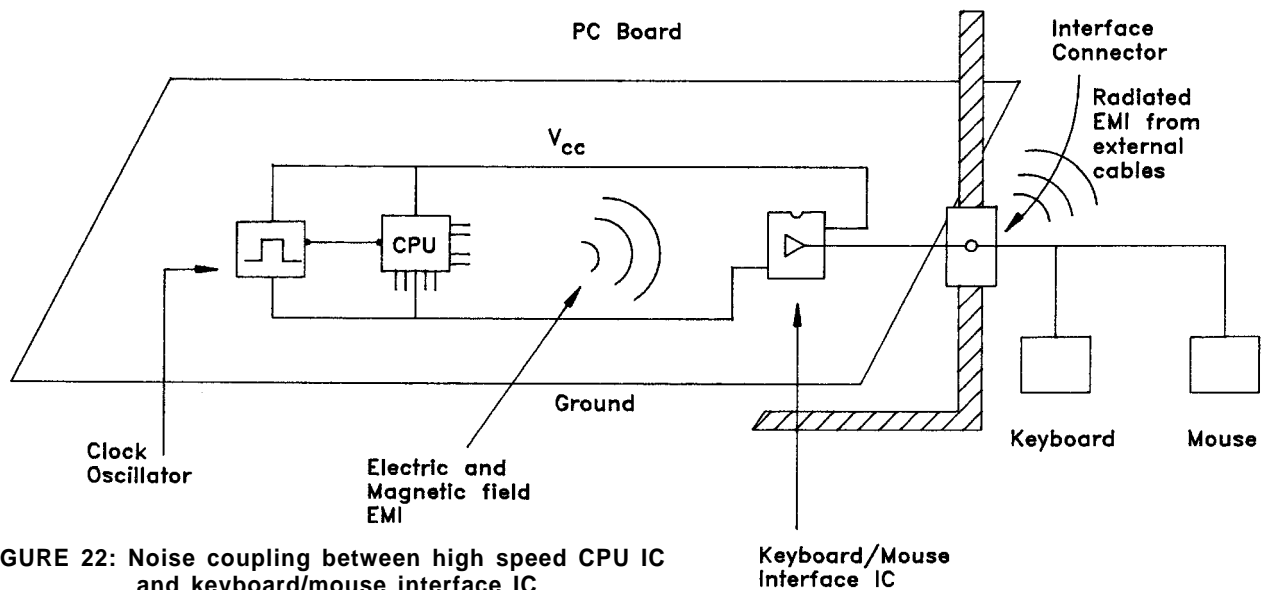 PC Board
Interface
Connector
Radiated
EMI from
external
cables
Vcc
CPU
Ground
Keyboard
Mouse
Clock
Oscillator
Electric and
Magnetic field
EMI
Keyboard/Mouse
Interface IC
GURE 22: Noise coupling between high speed CPU IC
and keyboard/mouse interface IC